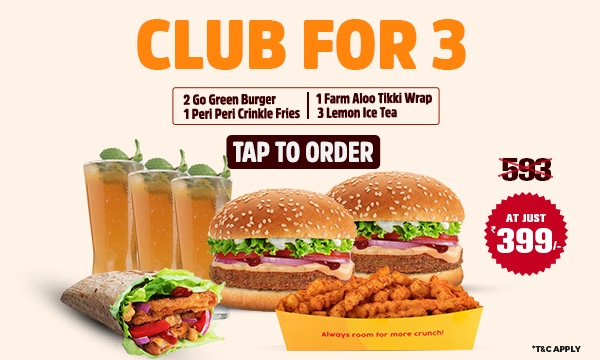 CLUB FOR 3
2 Go Green Burger
1 Peri Peri Crinkle Fries
1 Farm Aloo Tikki Wrap
3 Lemon Ice Tea
TAP TO ORDER
593
AT JUST
₹399/-
Always room for more crunch!
*T&C APPLY